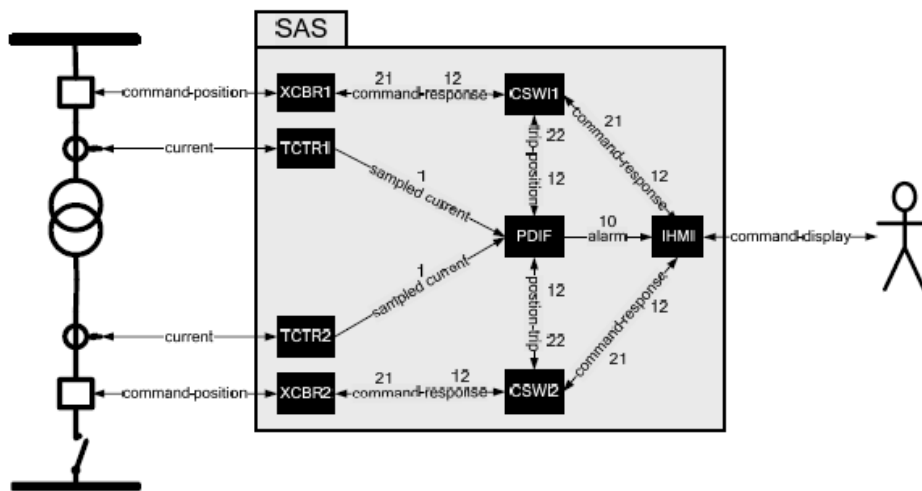 SAS
21 12
command-position XCBR1 command-response CSWI1
21
current TCTR1
trip-position
22
command-response
1
sampled current
12
12
10
PDIF alarm IHMI command-display
1
sampled current
12
command-response
12
position-trip
current TCTR2
22
21
21 12
command-position XCBR2 command-response CSWI2